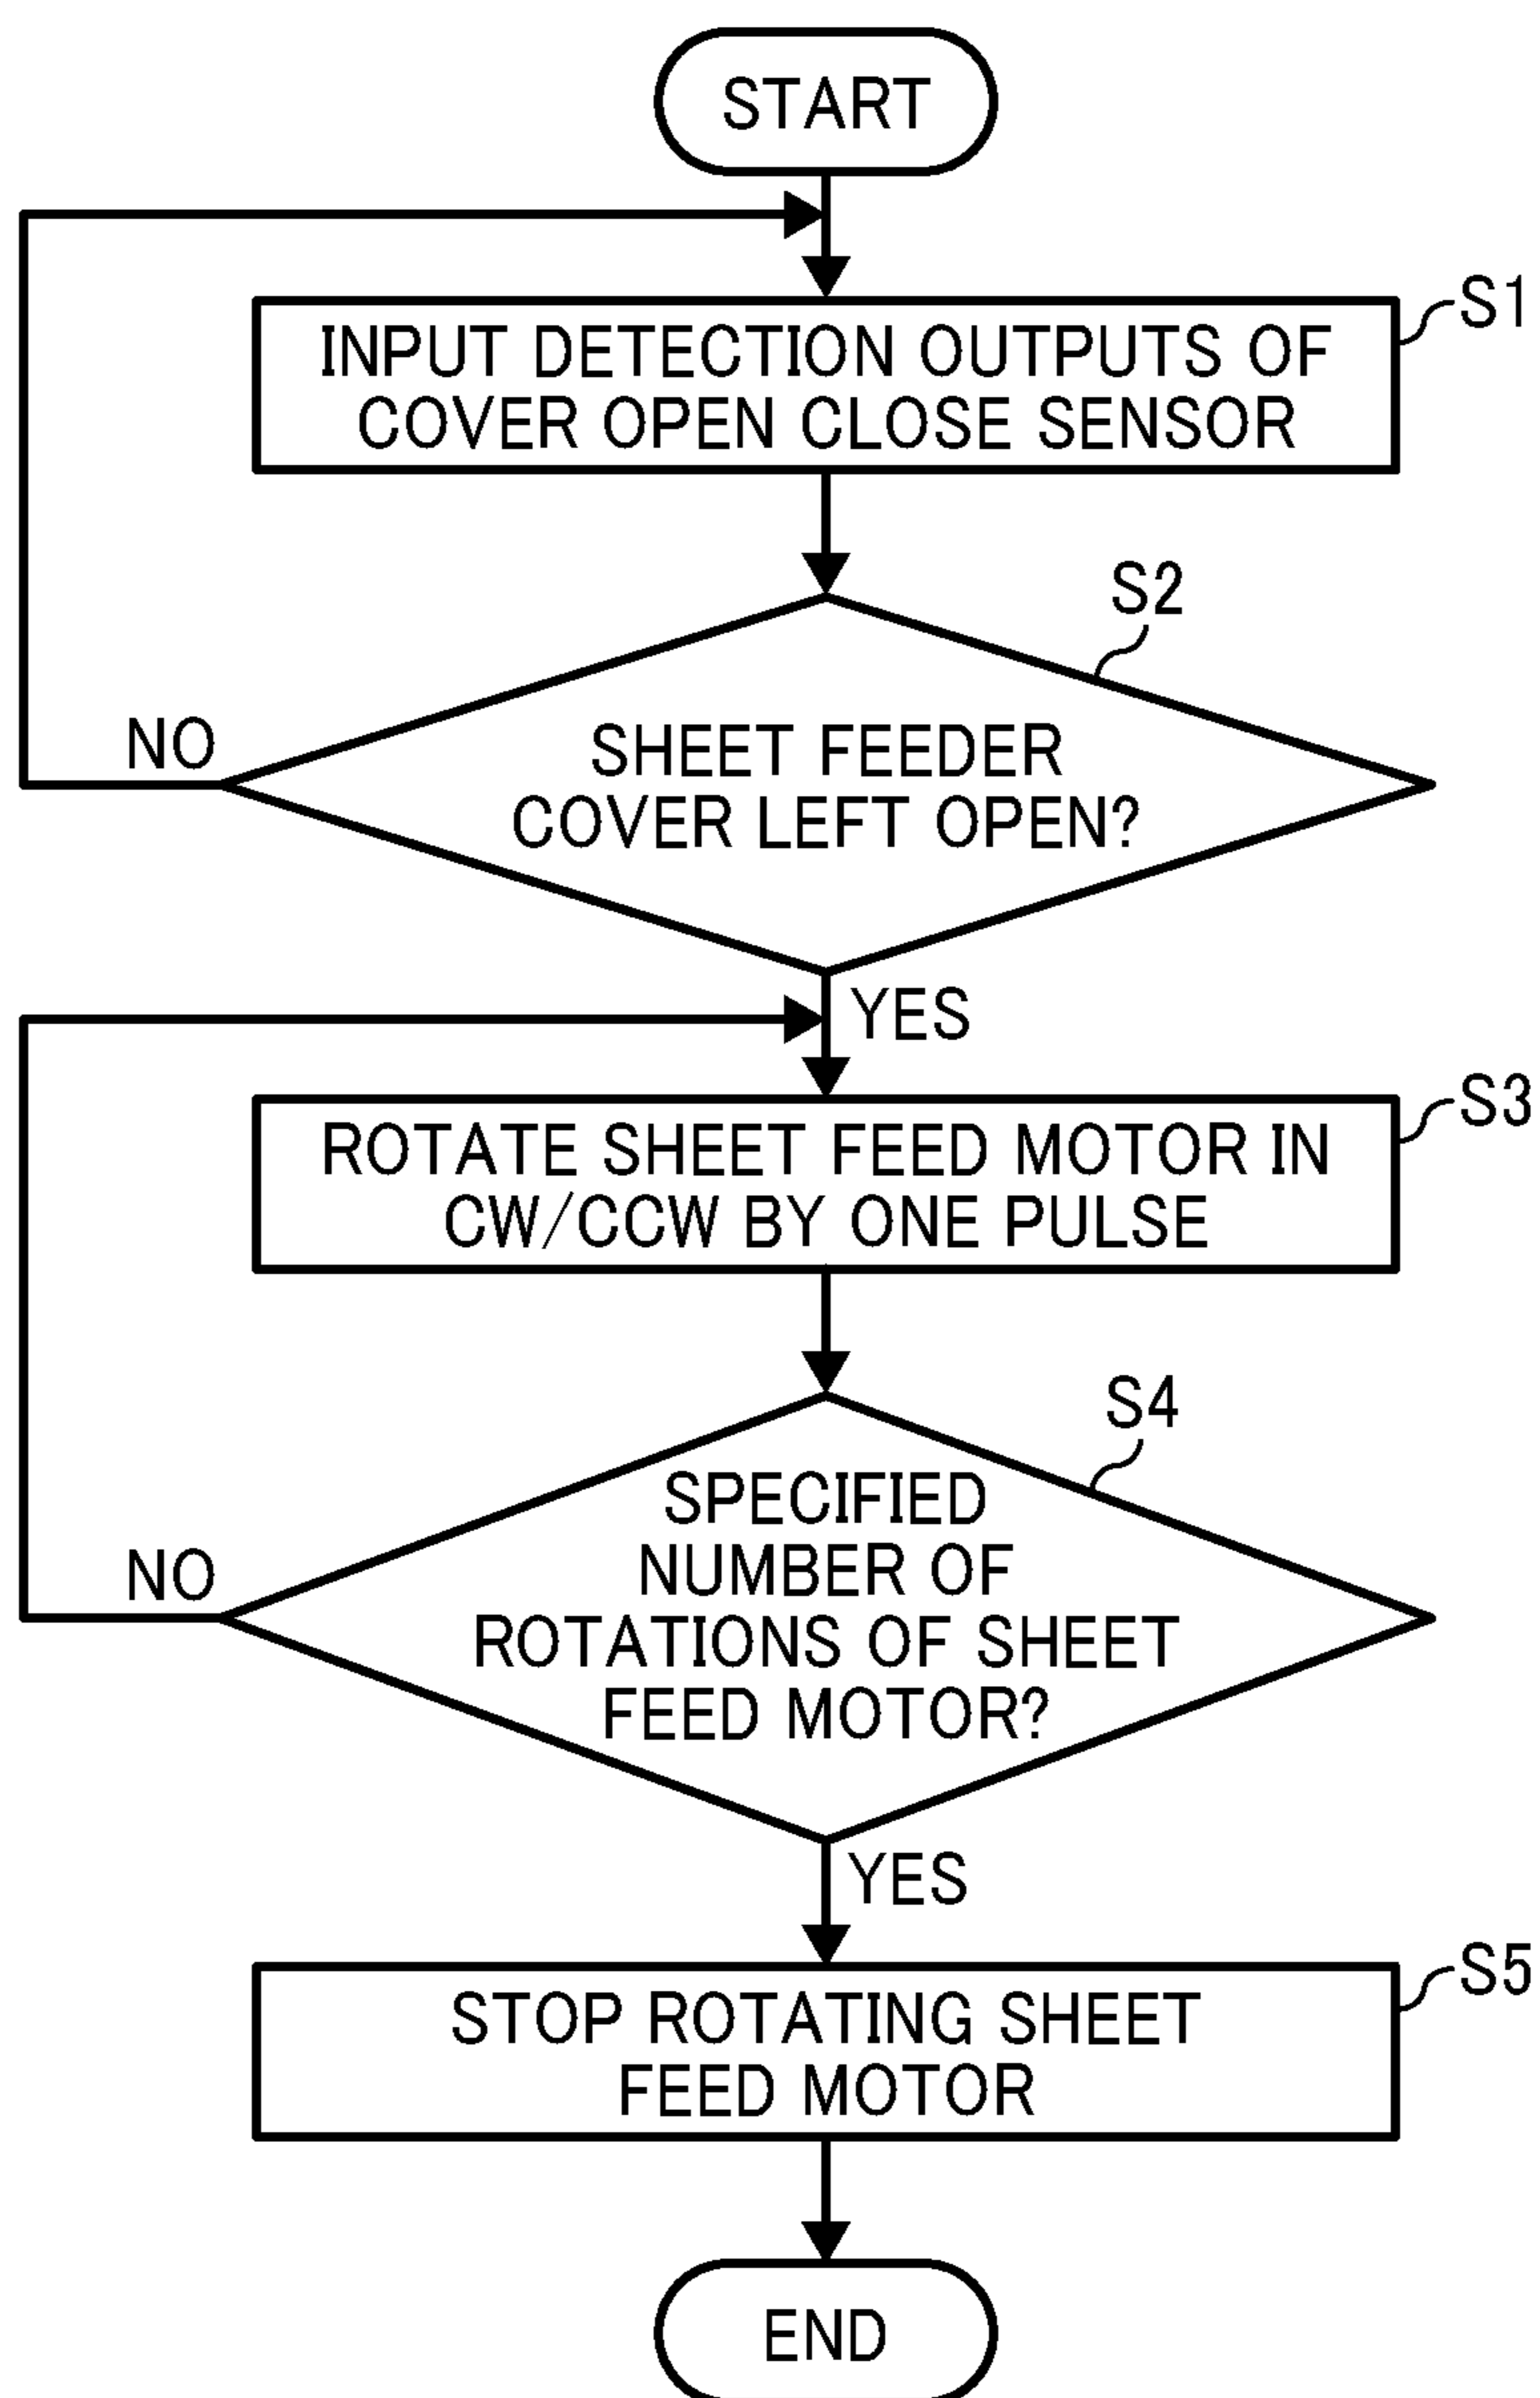 START
S1
INPUT DETECTION OUTPUTS OF
COVER OPEN CLOSE SENSOR
S2
SHEET FEEDER
COVER LEFT OPEN?
NO
YES
S3
ROTATE SHEET FEED MOTOR IN
CW/CCW BY ONE PULSE
S4
SPECIFIED
NUMBER OF
ROTATIONS OF SHEET
FEED MOTOR?
NO
YES
S5
STOP ROTATING SHEET
FEED MOTOR
END